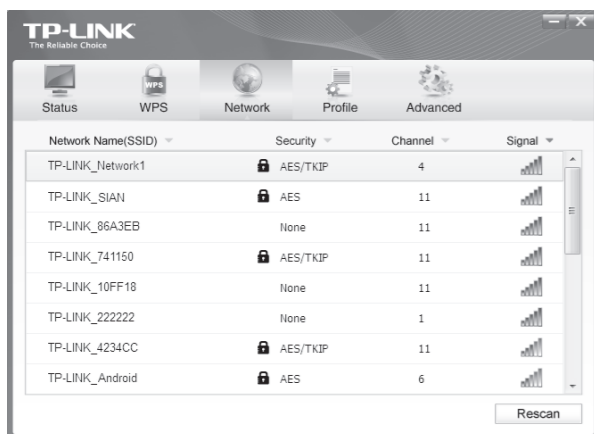 TP-LINK
The Reliable Choice
Status WPS Network Profile Advanced
Network Name(SSID) Security Channel Signal
TP-LINK_Network1 AES/TKIP 4
TP-LINK_SIAN AES 11
TP-LINK_86A3EB None 11
TP-LINK_741150 AES/TKIP 11
TP-LINK_10FF18 None 11
TP-LINK_222222 None 1
TP-LINK_4234CC AES/TKIP 11
TP-LINK_Android AES 6
Rescan